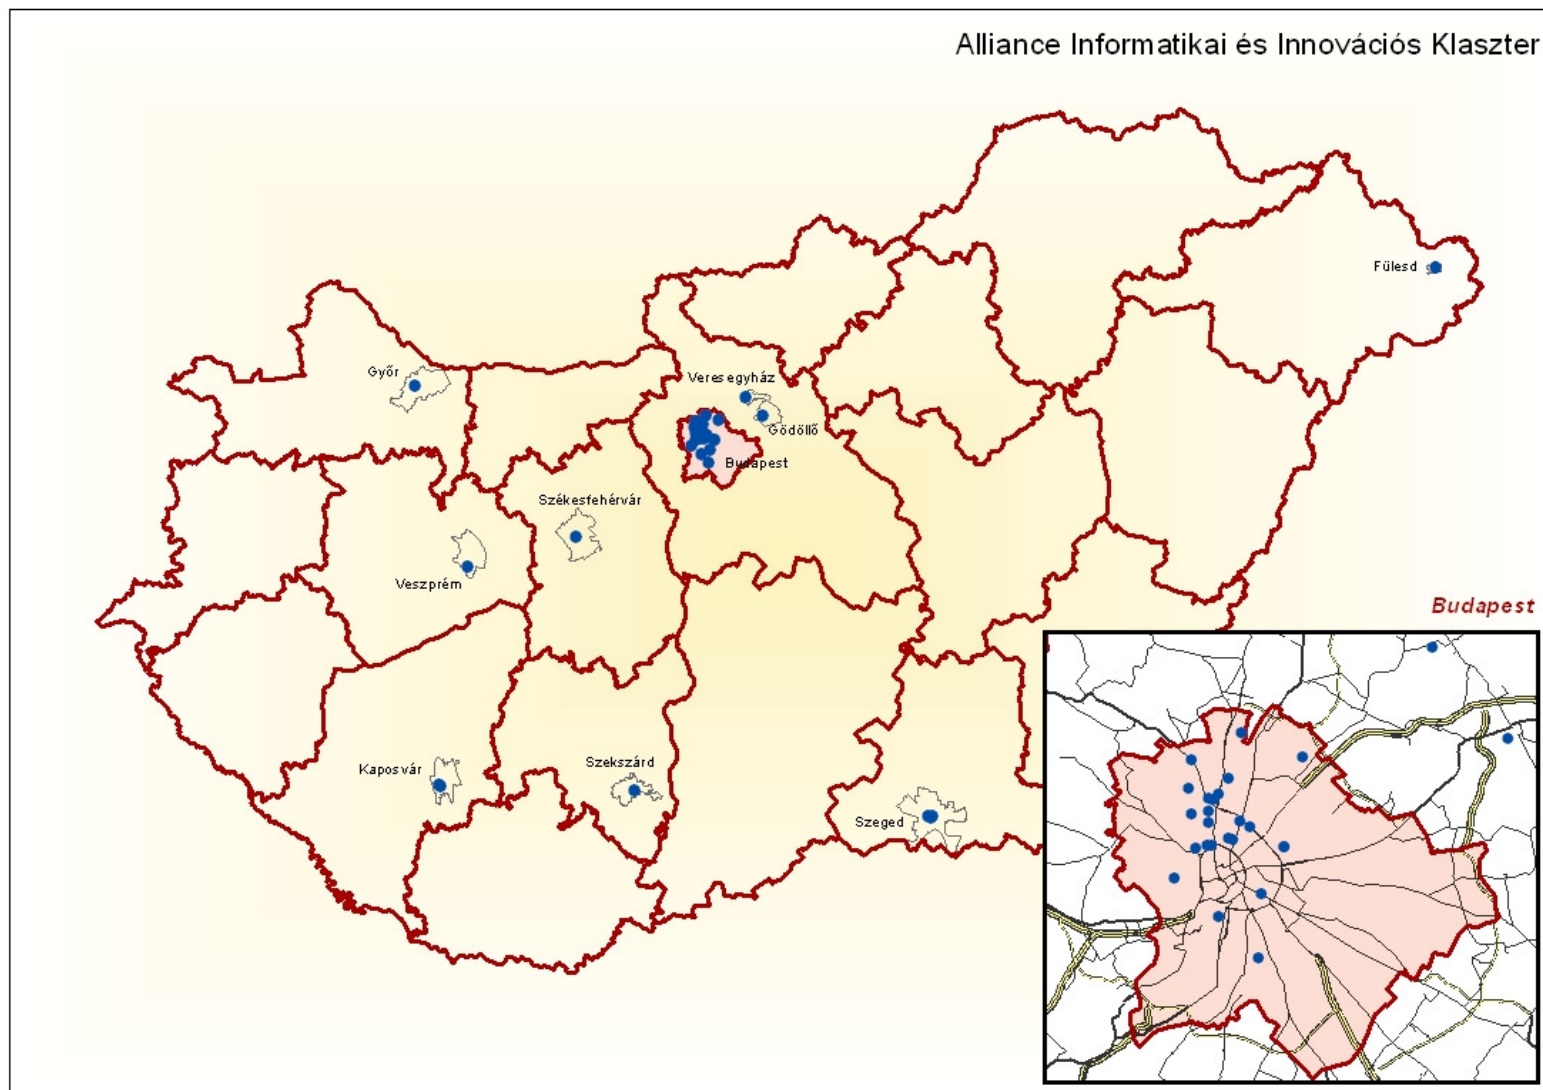 Alliance Informatikai és Innovációs Klaszter
Fülesd
Győr
Veresegyház
Gödöllő
Budapest
Székesfehérvár
Veszprém
Budapest
Kaposvár
Szekszárd
Szeged